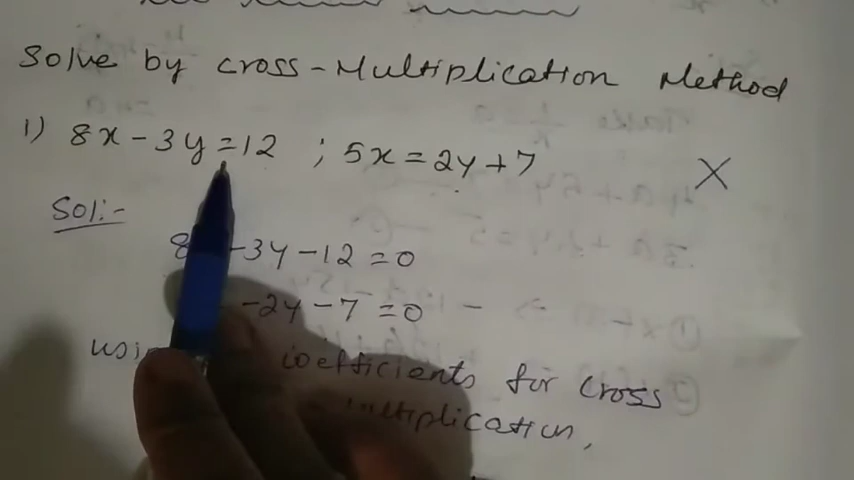 Solve by cross-Multiplication Method
1) 8x - 3y = 12 ; 5x = 2y + 7
Sol:-
8 -3y - 12 = 0
-2y - 7 = 0
coefficients for cross